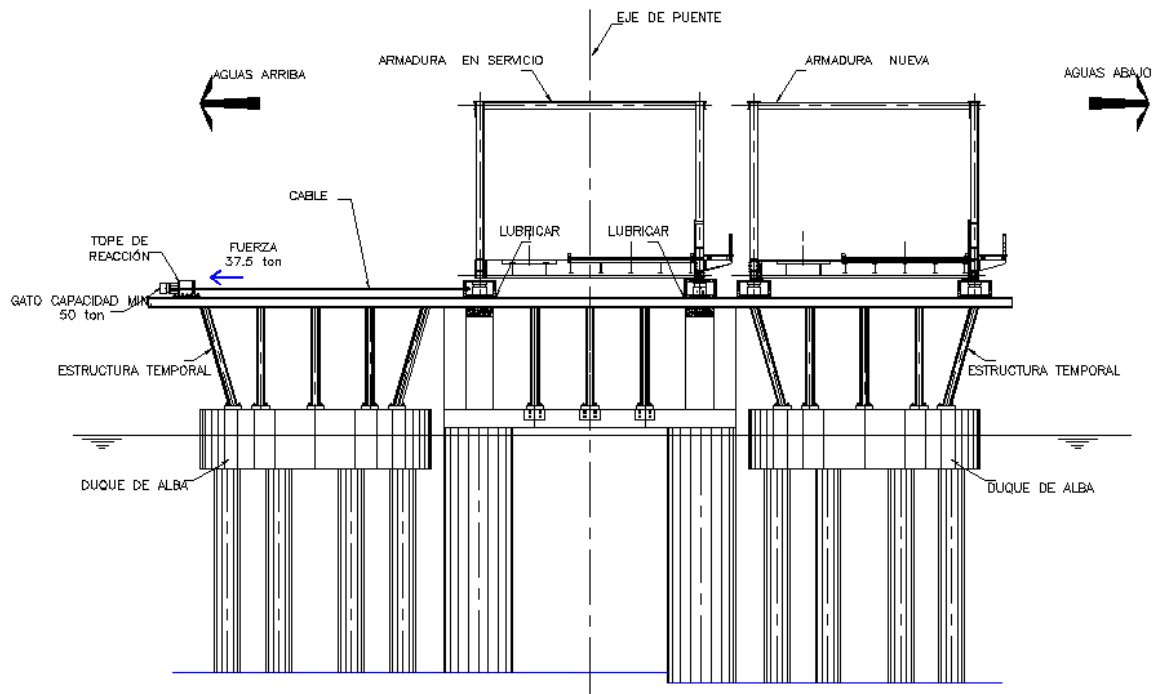 EJE DE PUENTE
ARMADURA EN SERVICIO
ARMADURA NUEVA
AGUAS ARRIBA
AGUAS ABAJO
CABLE
TOPE DE
REACCIÓN
FUERZA
37.5 ton
LUBRICAR
LUBRICAR
GATO CAPACIDAD MIN
50 ton
ESTRUCTURA TEMPORAL
ESTRUCTURA TEMPORAL
DUQUE DE ALBA
DUQUE DE ALBA